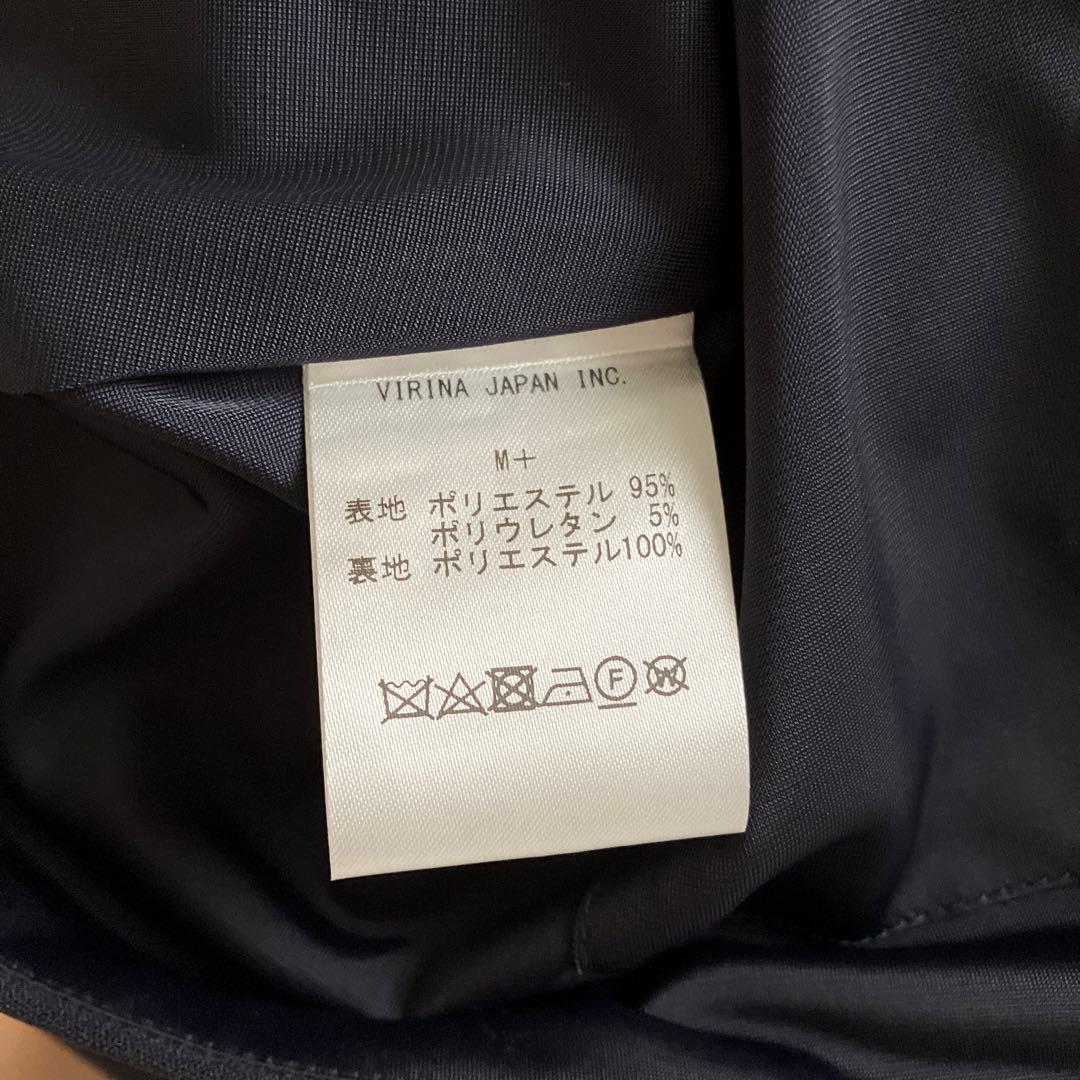 VIRINA JAPAN INC.
M+
表地 ポリエステル 95%
ポリウレタン 5%
裏地 ポリエステル100%
F
W